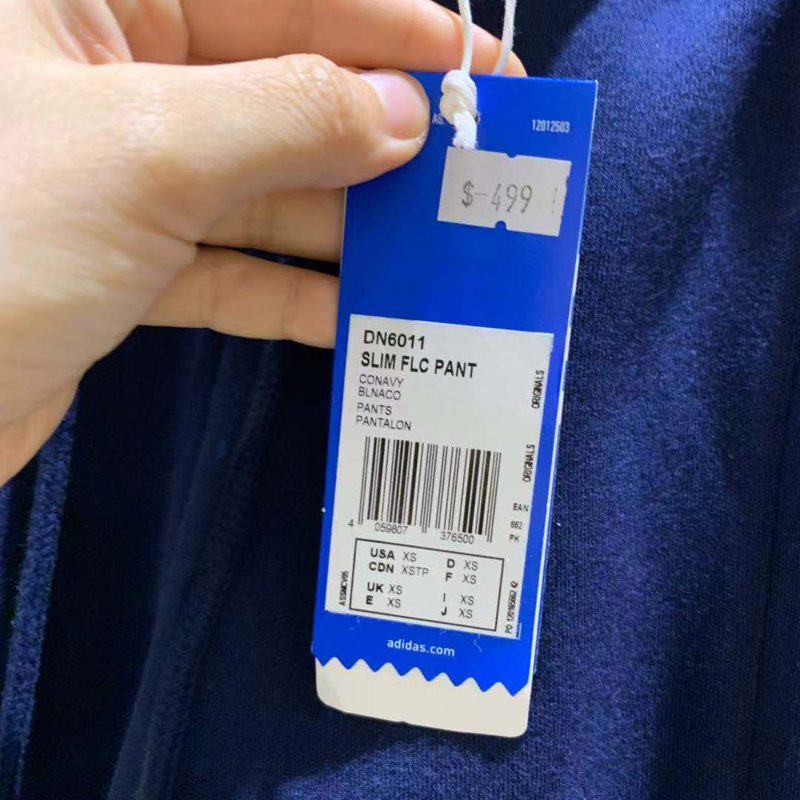 12012503
$-499
DN6011
SLIM FLC PANT
CONAVY
BLNACO
PANTS
PANTALON
ORIGINALS
ORIGINALS
EAN
662
PK
4 059807 376500
USA XS D XS
CDN XSTP F XS
UK XS I XS
E XS J XS
adidas.com